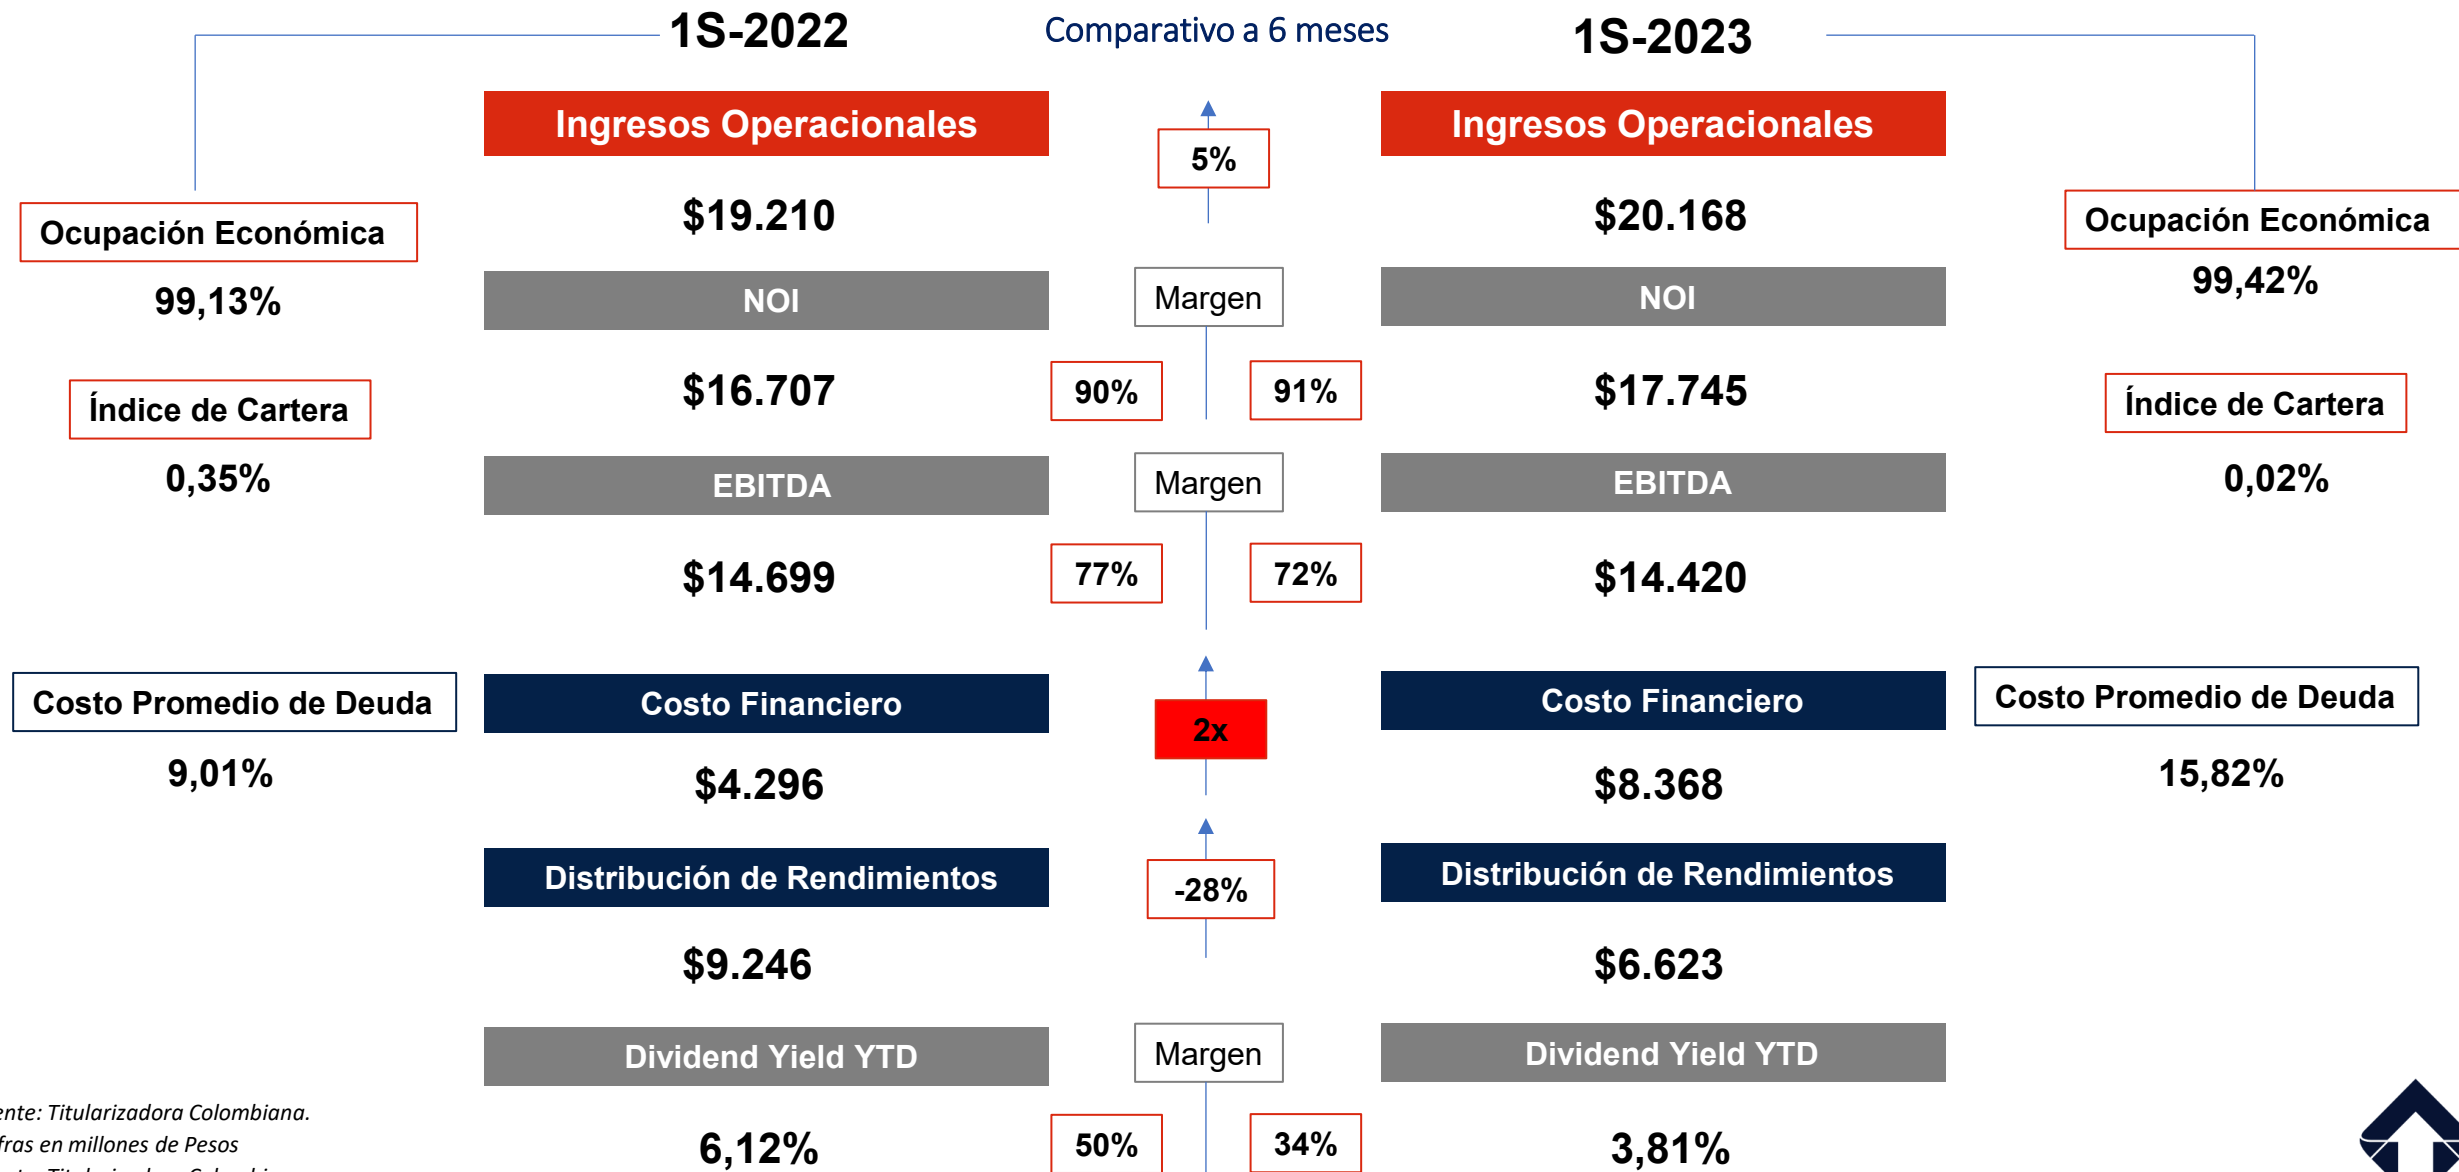 1S-2022
Comparativo a 6 meses
1S-2023
Ingresos Operacionales
5%
Ingresos Operacionales
Ocupación Económica
$19.210
$20.168
Ocupación Económica
99,13%
NOI
Margen
NOI
99,42%
Índice de Cartera
$16.707
90%
91%
$17.745
Índice de Cartera
0,35%
EBITDA
Margen
EBITDA
0,02%
$14.699
77%
72%
$14.420
Costo Promedio de Deuda
Costo Financiero
2x
Costo Financiero
Costo Promedio de Deuda
9,01%
$4.296
$8.368
15,82%
Distribución de Rendimientos
-28%
Distribución de Rendimientos
$9.246
$6.623
Dividend Yield YTD
Margen
Dividend Yield YTD
6,12%
50%
34%
3,81%
ente: Titularizadora Colombiana.
fras en millones de Pesos